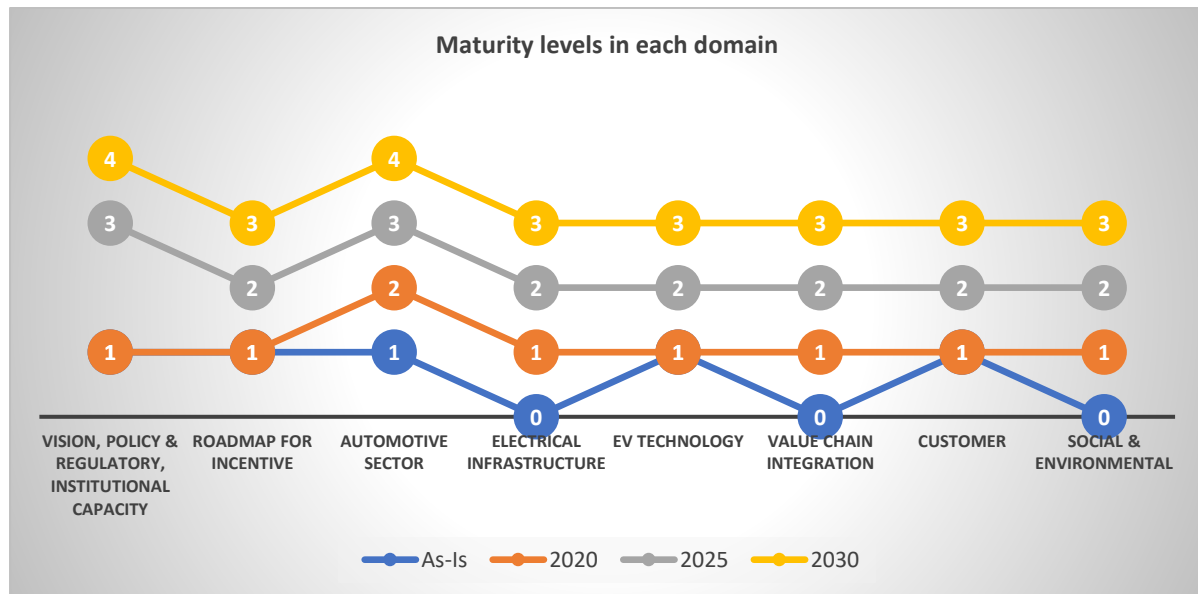 Maturity levels in each domain
4 3 4 3 3 3 3 3
3 2 3 2 2 2 2 2
2
1 1 1 1 1 1 1 1
0 0 0
VISION, POLICY &
REGULATORY,
INSTITUTIONAL
CAPACITY
ROADMAP FOR
INCENTIVE
AUTOMOTIVE
SECTOR
ELECTRICAL
INFRASTRUCTURE
EV TECHNOLOGY
VALUE CHAIN
INTEGRATION
CUSTOMER
SOCIAL &
ENVIRONMENTAL
As-Is 2020 2025 2030